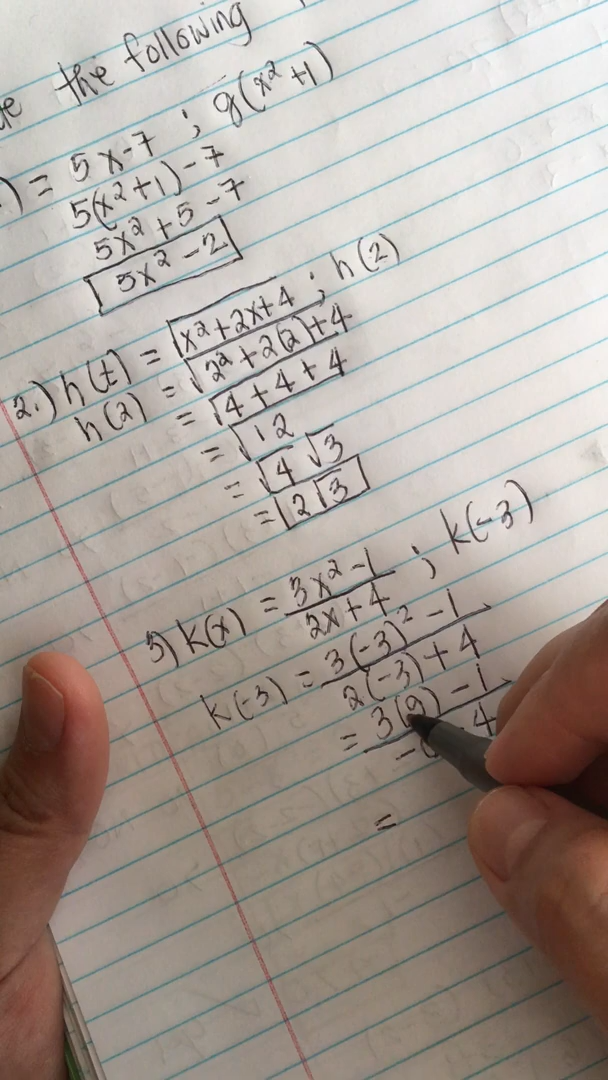 the following
= 5x-7 ; g(x²+1)
5(x²+1)-7
5x²+5-7
5x²-2
2.) h(t) = √x²+2x+4 ; h(2)
h(2) = √2²+2(2)+4
= √4+4+4
= √12
= √4 √3
= 2√3
3) k(x) = 3x²-1 / 2x+4 ; k(-3)
k(-3) = 3(-3)²-1 / 2(-3)+4
= 3(9)-1 / - 4
=